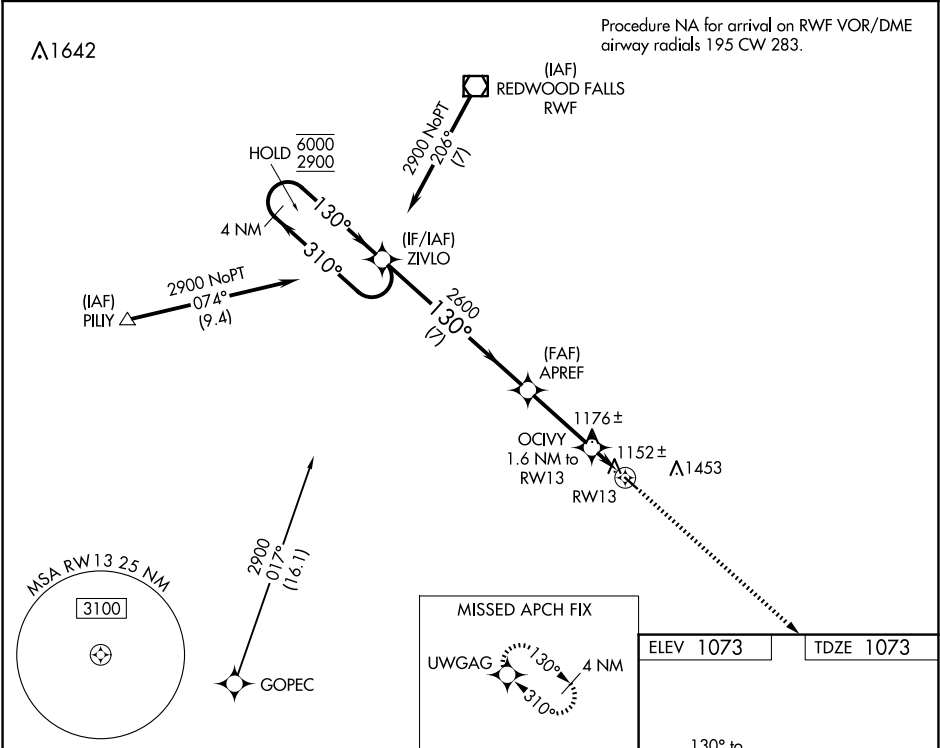 Procedure NA for arrival on RWF VOR/DME
airway radials 195 CW 283.
1642
(IAF)
REDWOOD FALLS
RWF
2900 NoPT
206°
(7)
HOLD
6000
2900
130°
4 NM
310°
(IF/IAF)
ZIVLO
2900 NoPT
074°
(9.4)
(IAF)
PILIY
2600
130°
(7)
(FAF)
APREF
1176±
OCIVY
1.6 NM to
RW13
1152±
1453
RW13
2900
017°
(16.1)
GOPEC
MSA RW13 25 NM
3100
MISSED APCH FIX
UWGAG
130°
4 NM
310°
ELEV 1073
TDZE 1073
130° to